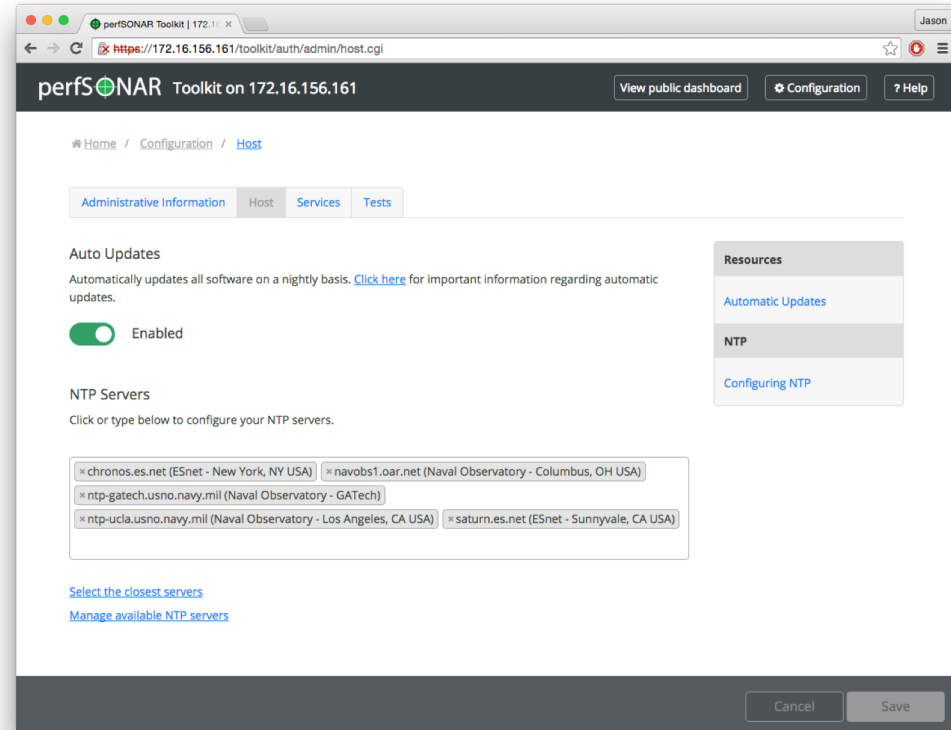 perfSONAR Toolkit | 172.1
Jason
https://172.16.156.161/toolkit/auth/admin/host.cgi
perfSONAR Toolkit on 172.16.156.161
View public dashboard
Configuration
? Help
Home / Configuration / Host
Administrative Information
Host
Services
Tests
Auto Updates
Automatically updates all software on a nightly basis. Click here for important information regarding automatic
updates.
Enabled
NTP Servers
Click or type below to configure your NTP servers.
×chronos.es.net (ESnet - New York, NY USA) ×navobs1.oar.net (Naval Observatory - Columbus, OH USA)
×ntp-gatech.usno.navy.mil (Naval Observatory - GATech)
×ntp-ucla.usno.navy.mil (Naval Observatory - Los Angeles, CA USA) ×saturn.es.net (ESnet - Sunnyvale, CA USA)
Select the closest servers
Manage available NTP servers
Resources
Automatic Updates
NTP
Configuring NTP
Cancel
Save